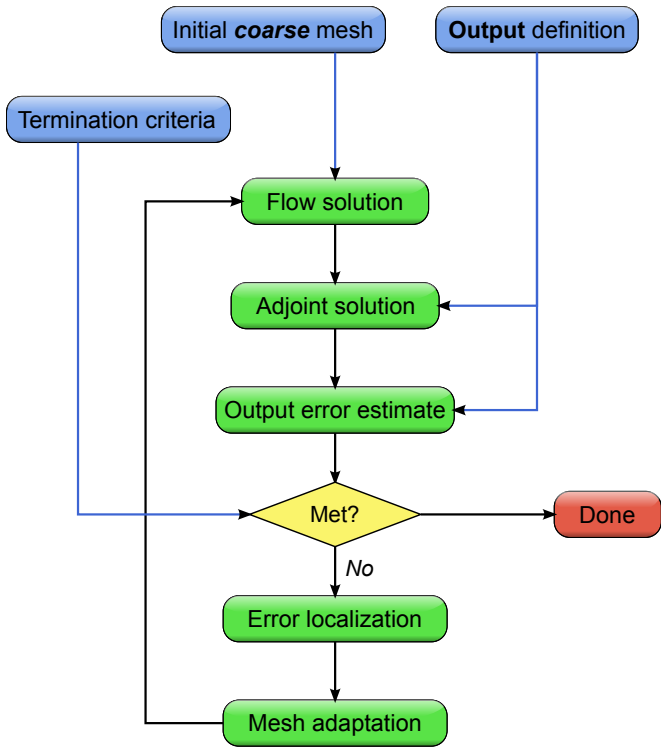 Initial coarse mesh
Output definition
Termination criteria
Flow solution
Adjoint solution
Output error estimate
Met?
Done
No
Error localization
Mesh adaptation